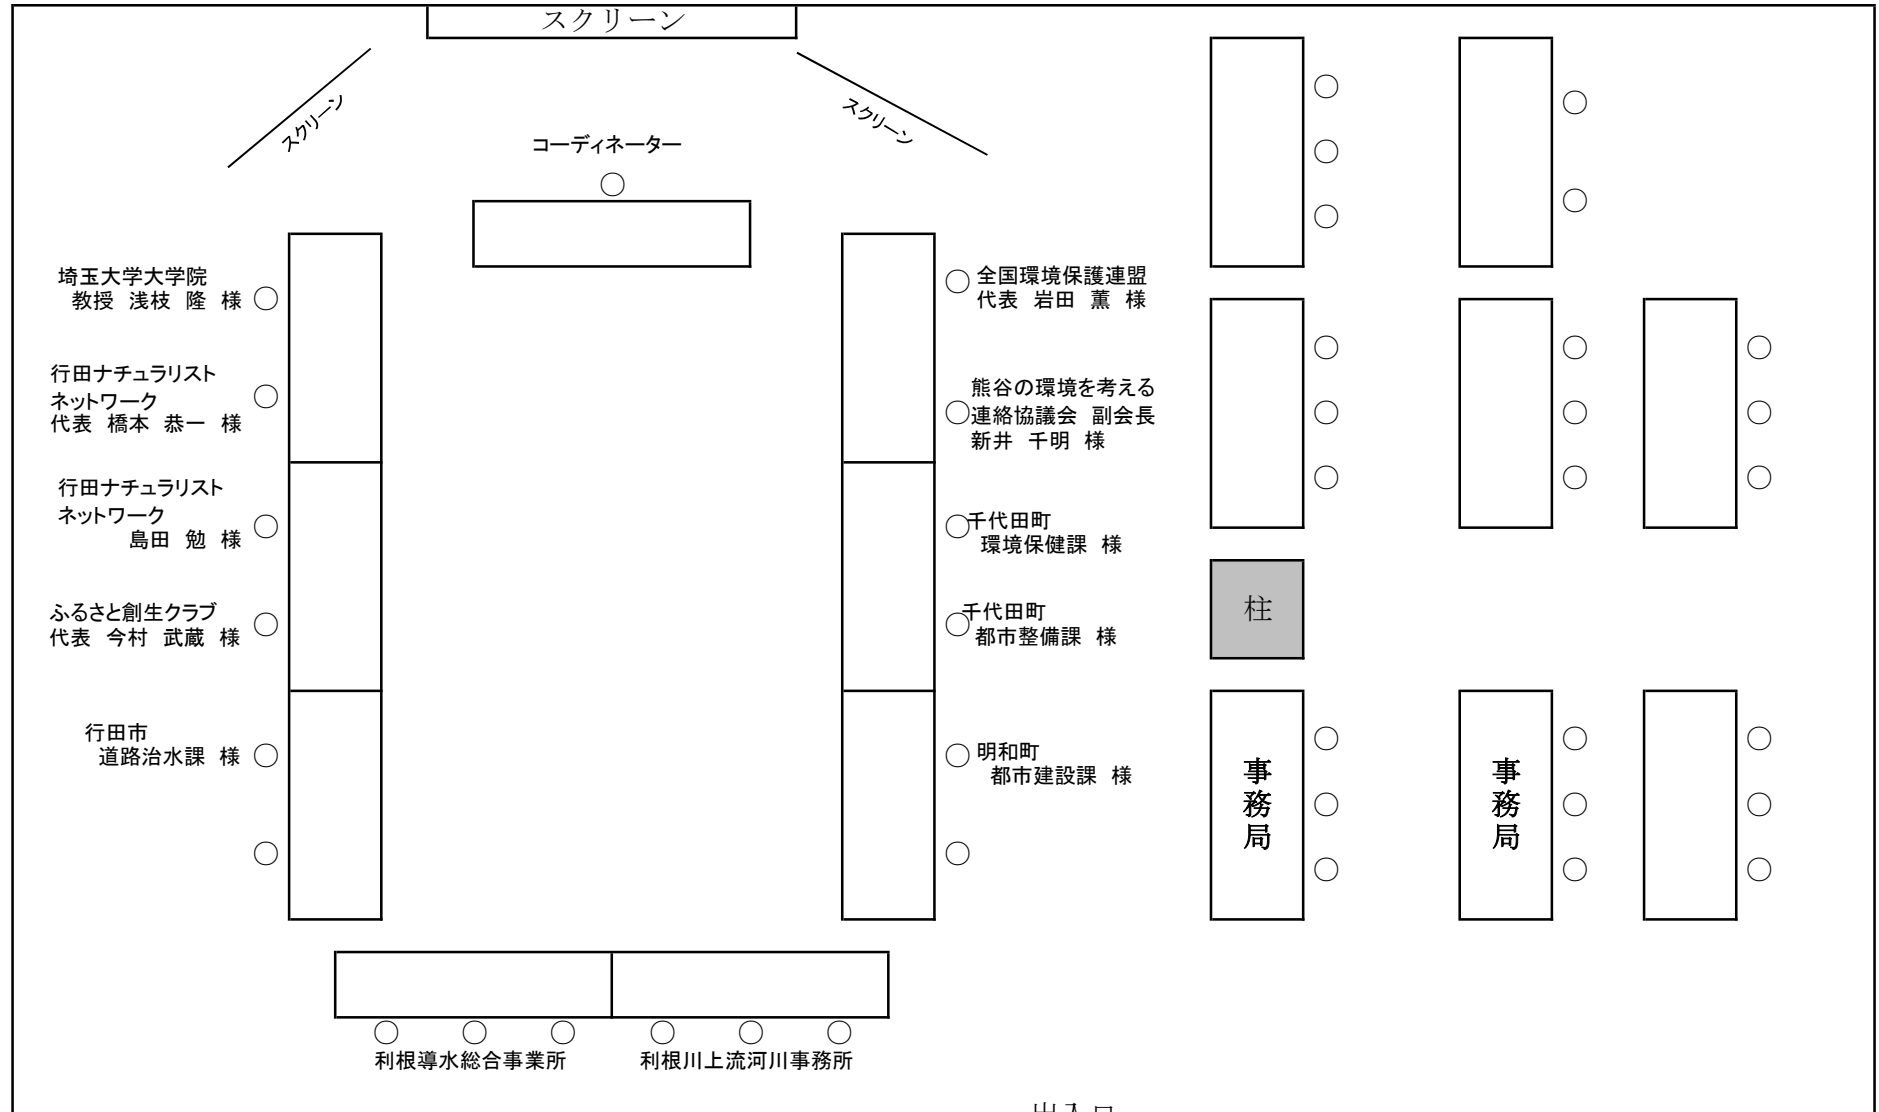 スクリーン
スクリーン
スクリーン
コーディネーター
埼玉大学大学院
教授 浅枝 隆 様
行田ナチュラリスト
ネットワーク
代表 橋本 恭一 様
行田ナチュラリスト
ネットワーク
島田 勉 様
ふるさと創生クラブ
代表 今村 武蔵 様
行田市
道路治水課 様
全国環境保護連盟
代表 岩田 薫 様
熊谷の環境を考える
連絡協議会 副会長
新井 千明 様
千代田町
環境保健課 様
千代田町
都市整備課 様
明和町
都市建設課 様
柱
事務局
事務局
利根導水総合事業所
利根川上流河川事務所
出入口